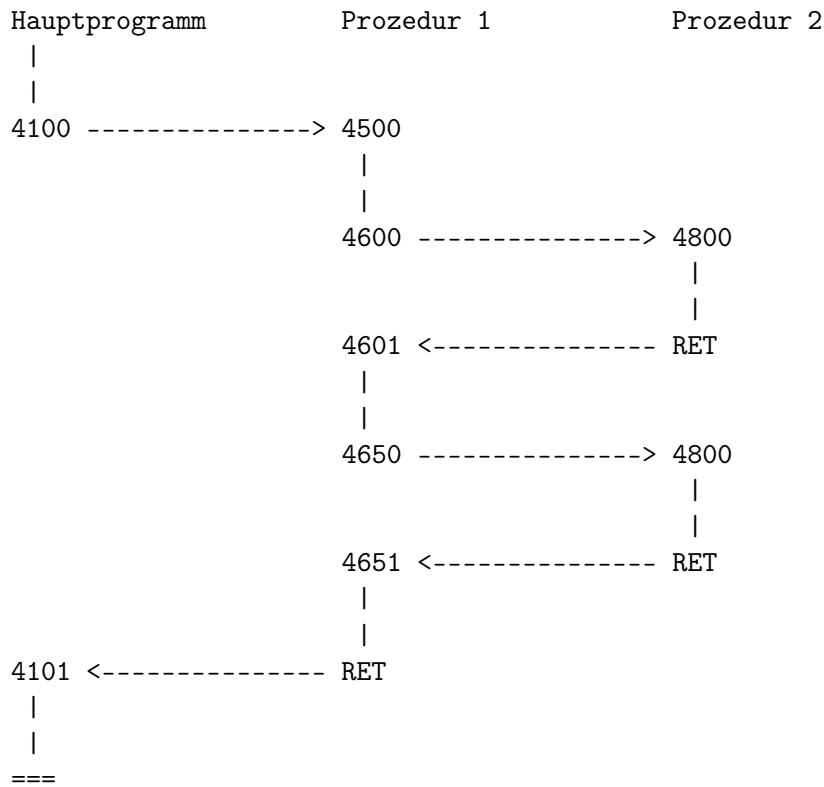 Hauptprogramm Prozedur 1 Prozedur 2
|
|
4100 ---------------> 4500
|
|
4600 ---------------> 4800
|
|
4601 <--------------- RET
|
|
4650 ---------------> 4800
|
|
4651 <--------------- RET
|
|
4101 <--------------- RET
|
|
===